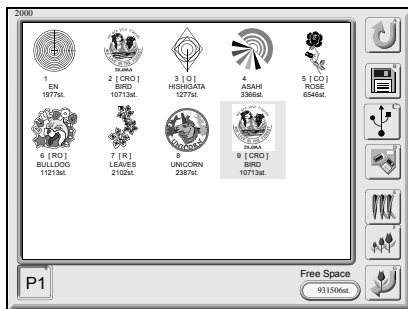 2000
1
EN
1977st.
2 [ CRO ]
BIRD
10713st.
3 [ O ]
HISHIGATA
1277st.
4
ASAHI
3366st.
5 [ CO ]
ROSE
6546st.
6 [ RO ]
BULLDOG
11213st.
7 [ R ]
LEAVES
2102st.
8
UNICORN
2387st.
9 [ CRO ]
BIRD
10713st.
P1
Free Space
931506st.